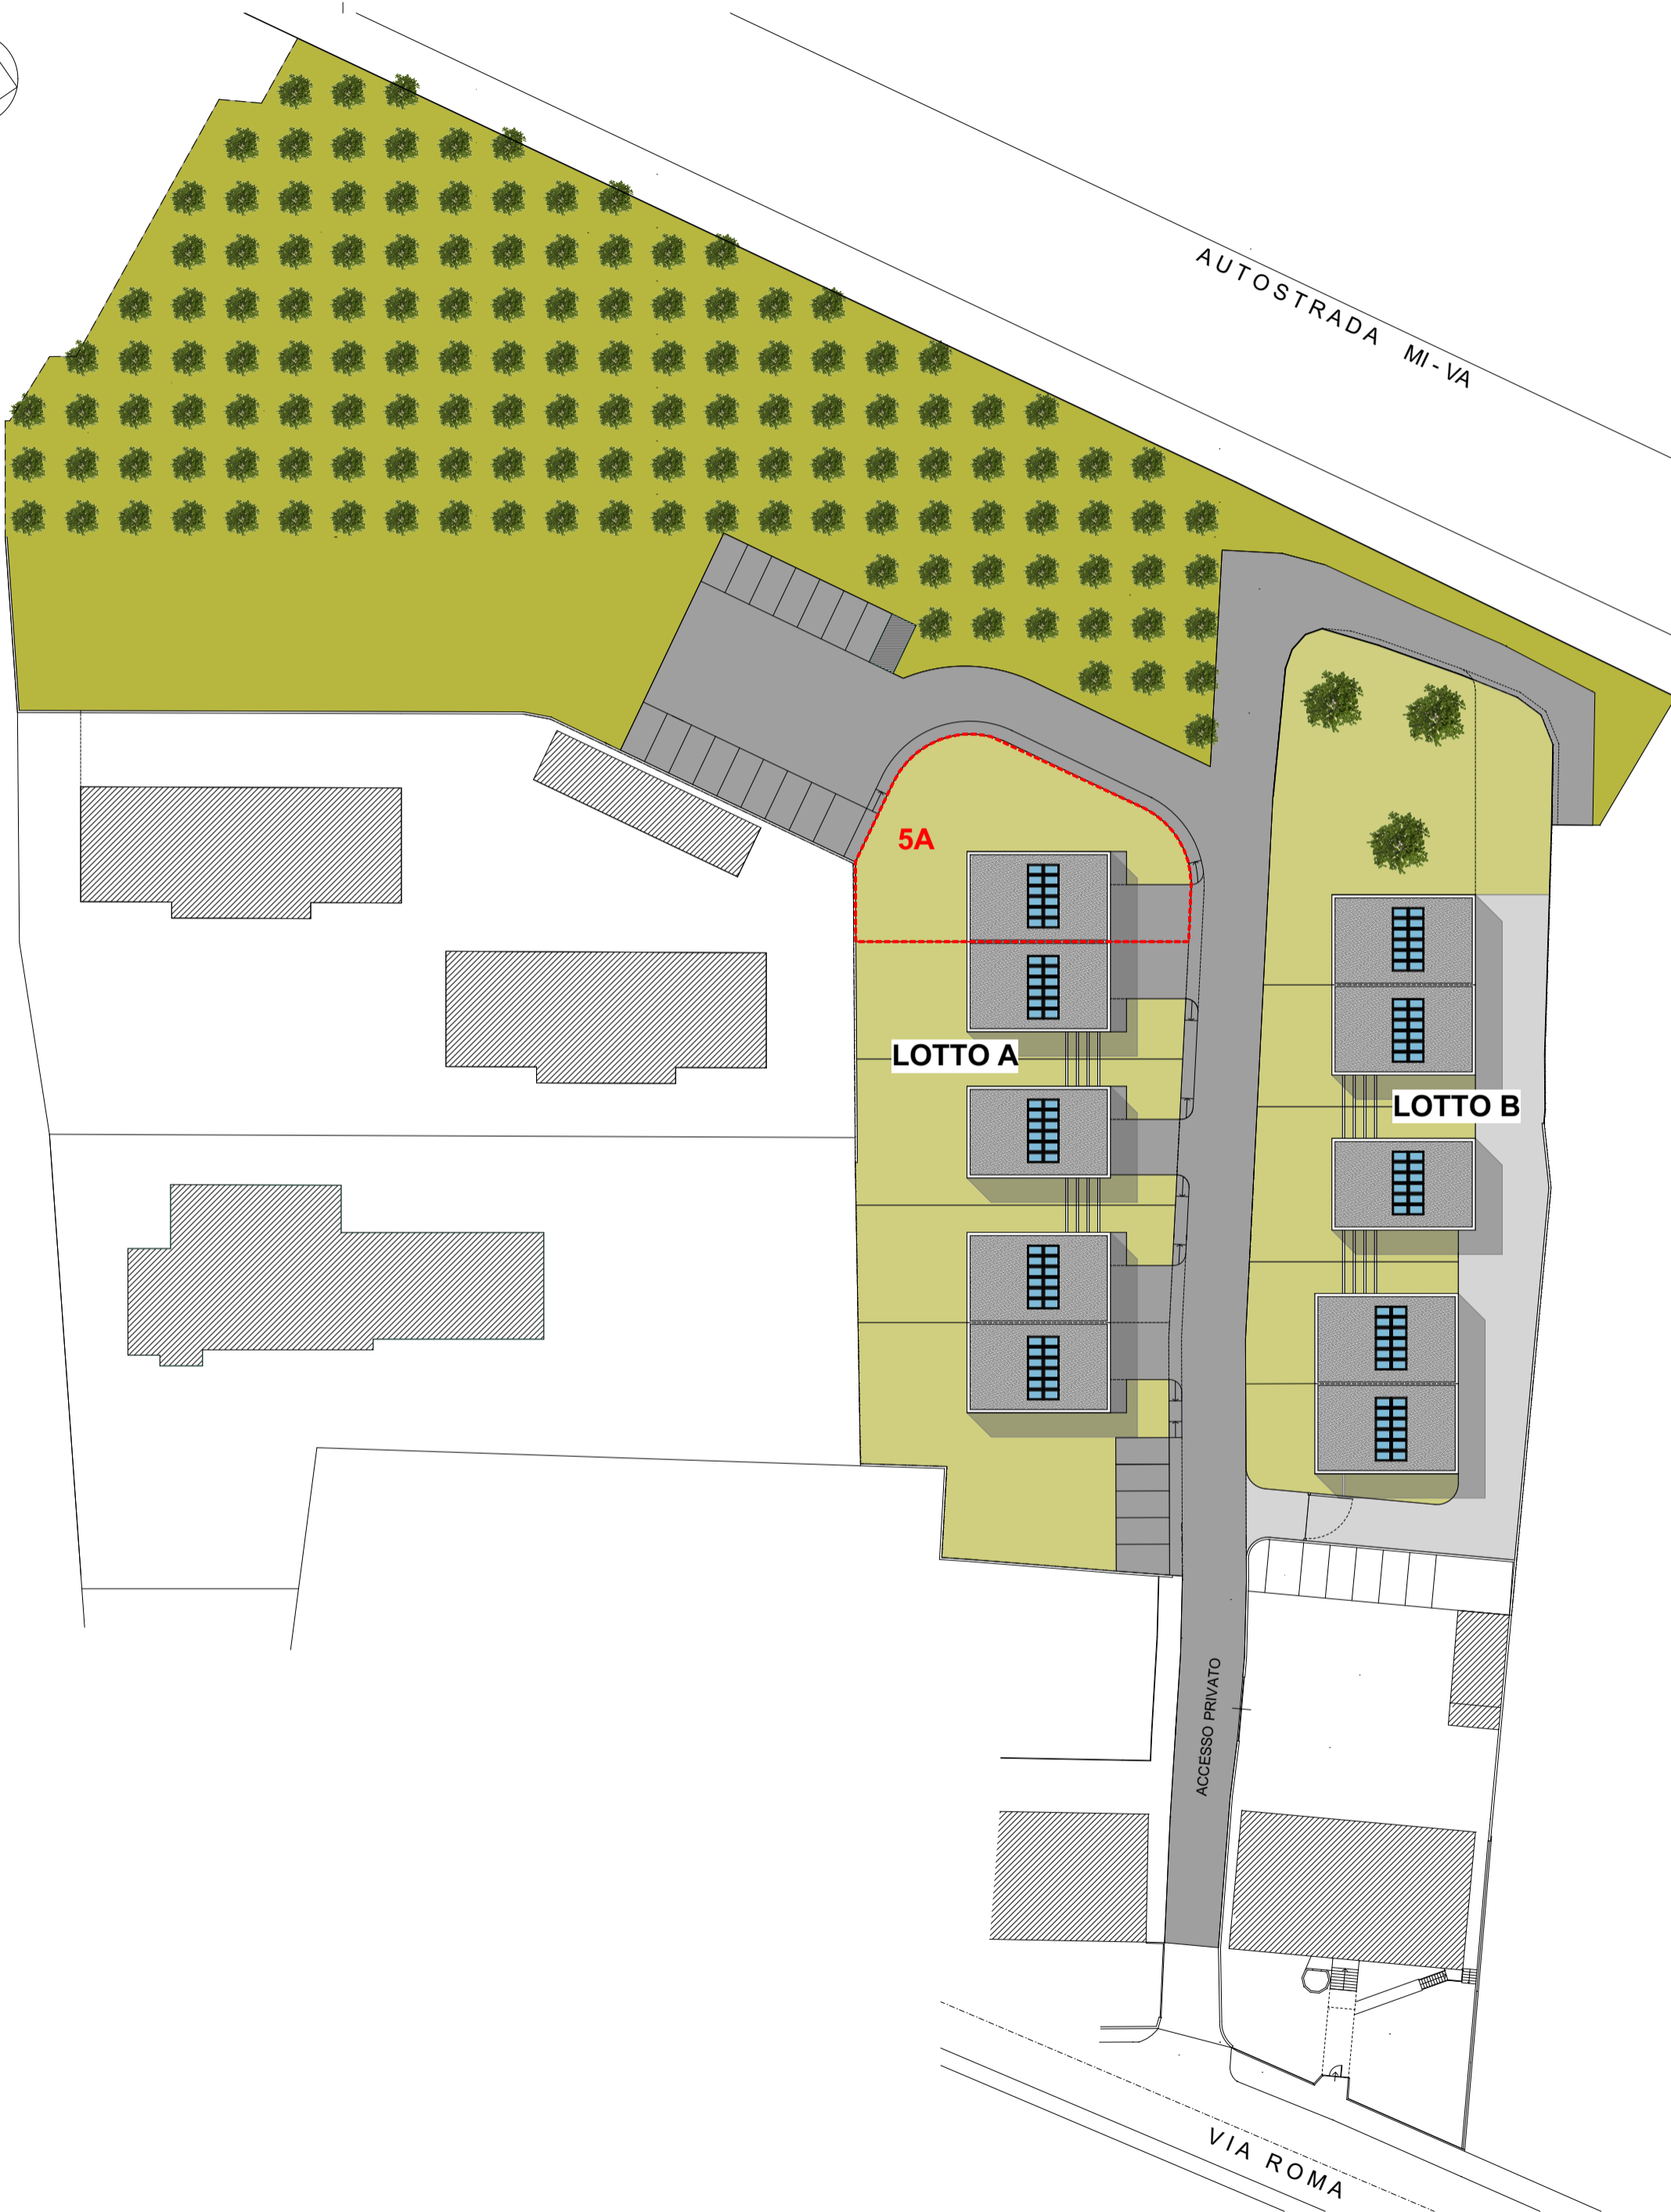 AUTOSTRADA MI - VA
5A
LOTTO A
LOTTO B
ACCESSO PRIVATO
VIA ROMA